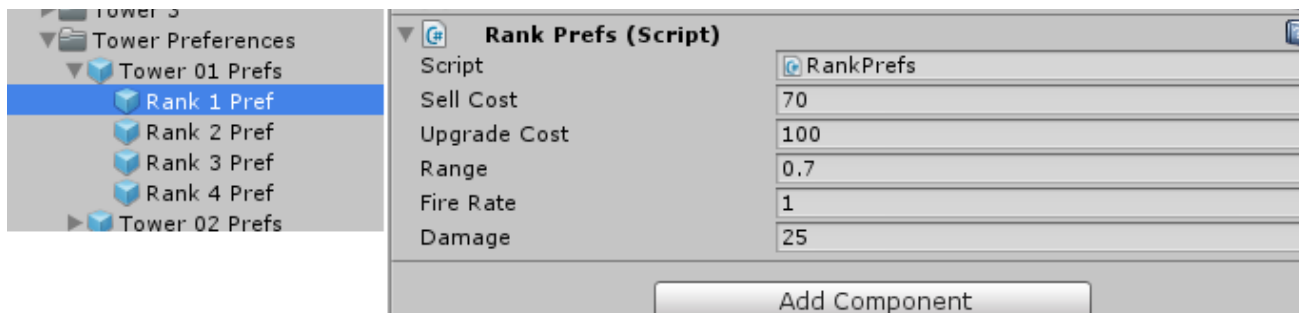 Tower 3
Tower Preferences
Tower 01 Prefs
Rank 1 Pref
Rank 2 Pref
Rank 3 Pref
Rank 4 Pref
Tower 02 Prefs
Rank Prefs (Script)
Script RankPrefs
Sell Cost 70
Upgrade Cost 100
Range 0.7
Fire Rate 1
Damage 25
Add Component